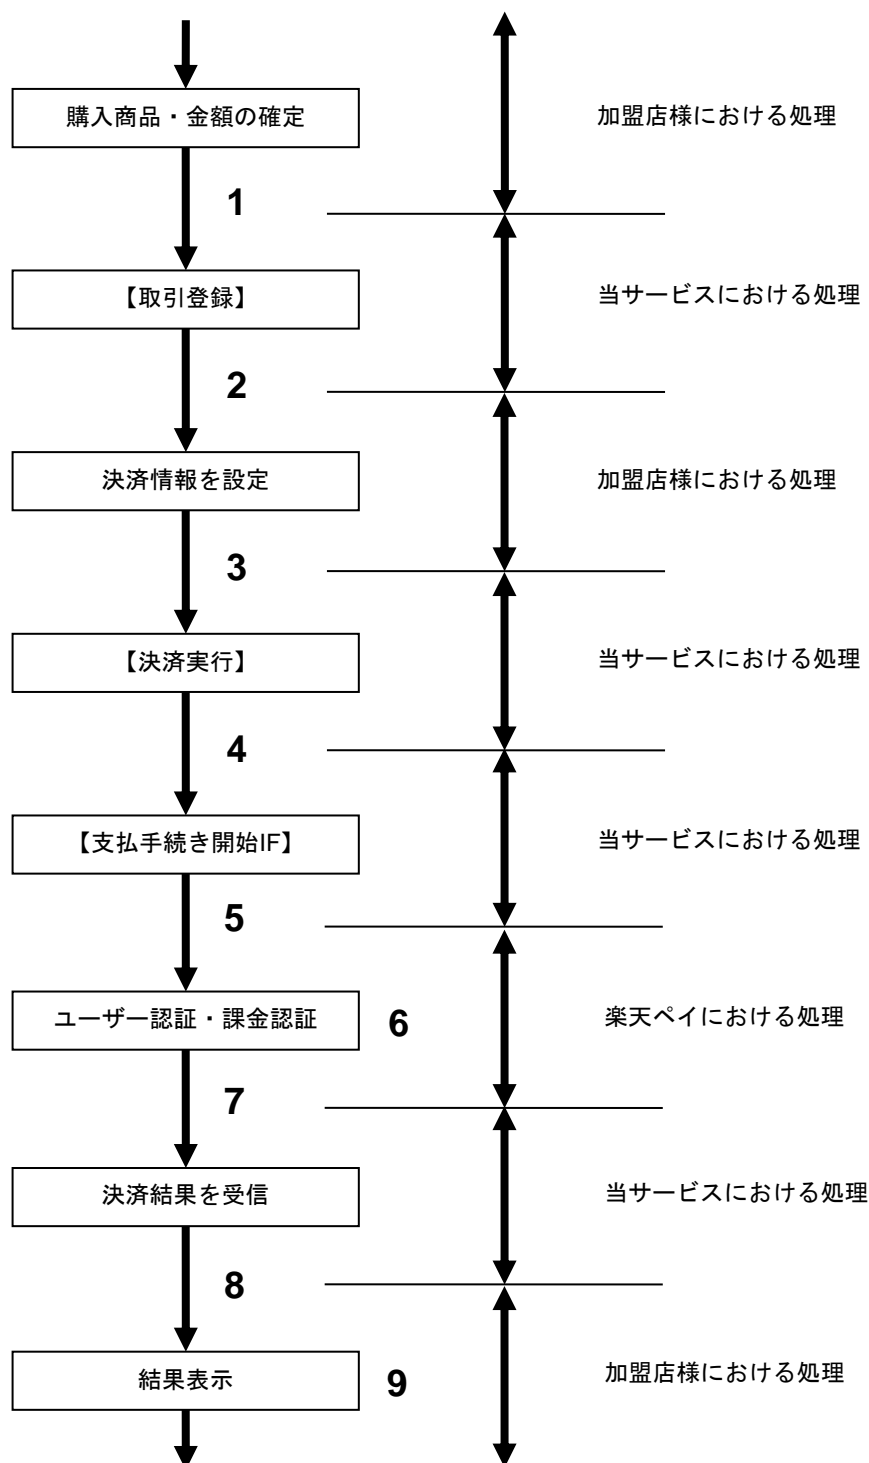 購入商品・金額の確定
加盟店様における処理
1
【取引登録】
当サービスにおける処理
2
決済情報を設定
加盟店様における処理
3
【決済実行】
当サービスにおける処理
4
【支払手続き開始IF】
当サービスにおける処理
5
ユーザー認証・課金認証
6
楽天ペイにおける処理
7
決済結果を受信
当サービスにおける処理
8
結果表示
9
加盟店様における処理